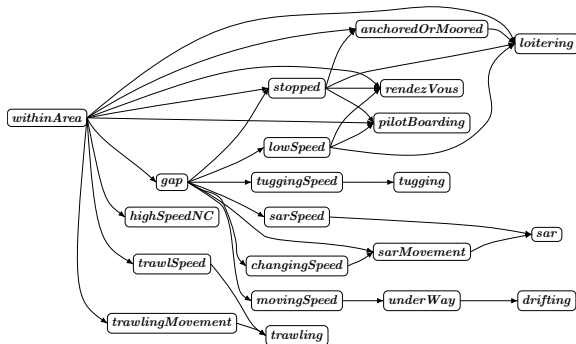 anchoredOrMoored
loitering
stopped
rendezVous
withinArea
pilotBoarding
lowSpeed
gap
tuggingSpeed
tugging
highSpeedNC
sarSpeed
sar
trawlSpeed
changingSpeed
sarMovement
movingSpeed
underWay
drifting
trawlingMovement
trawling